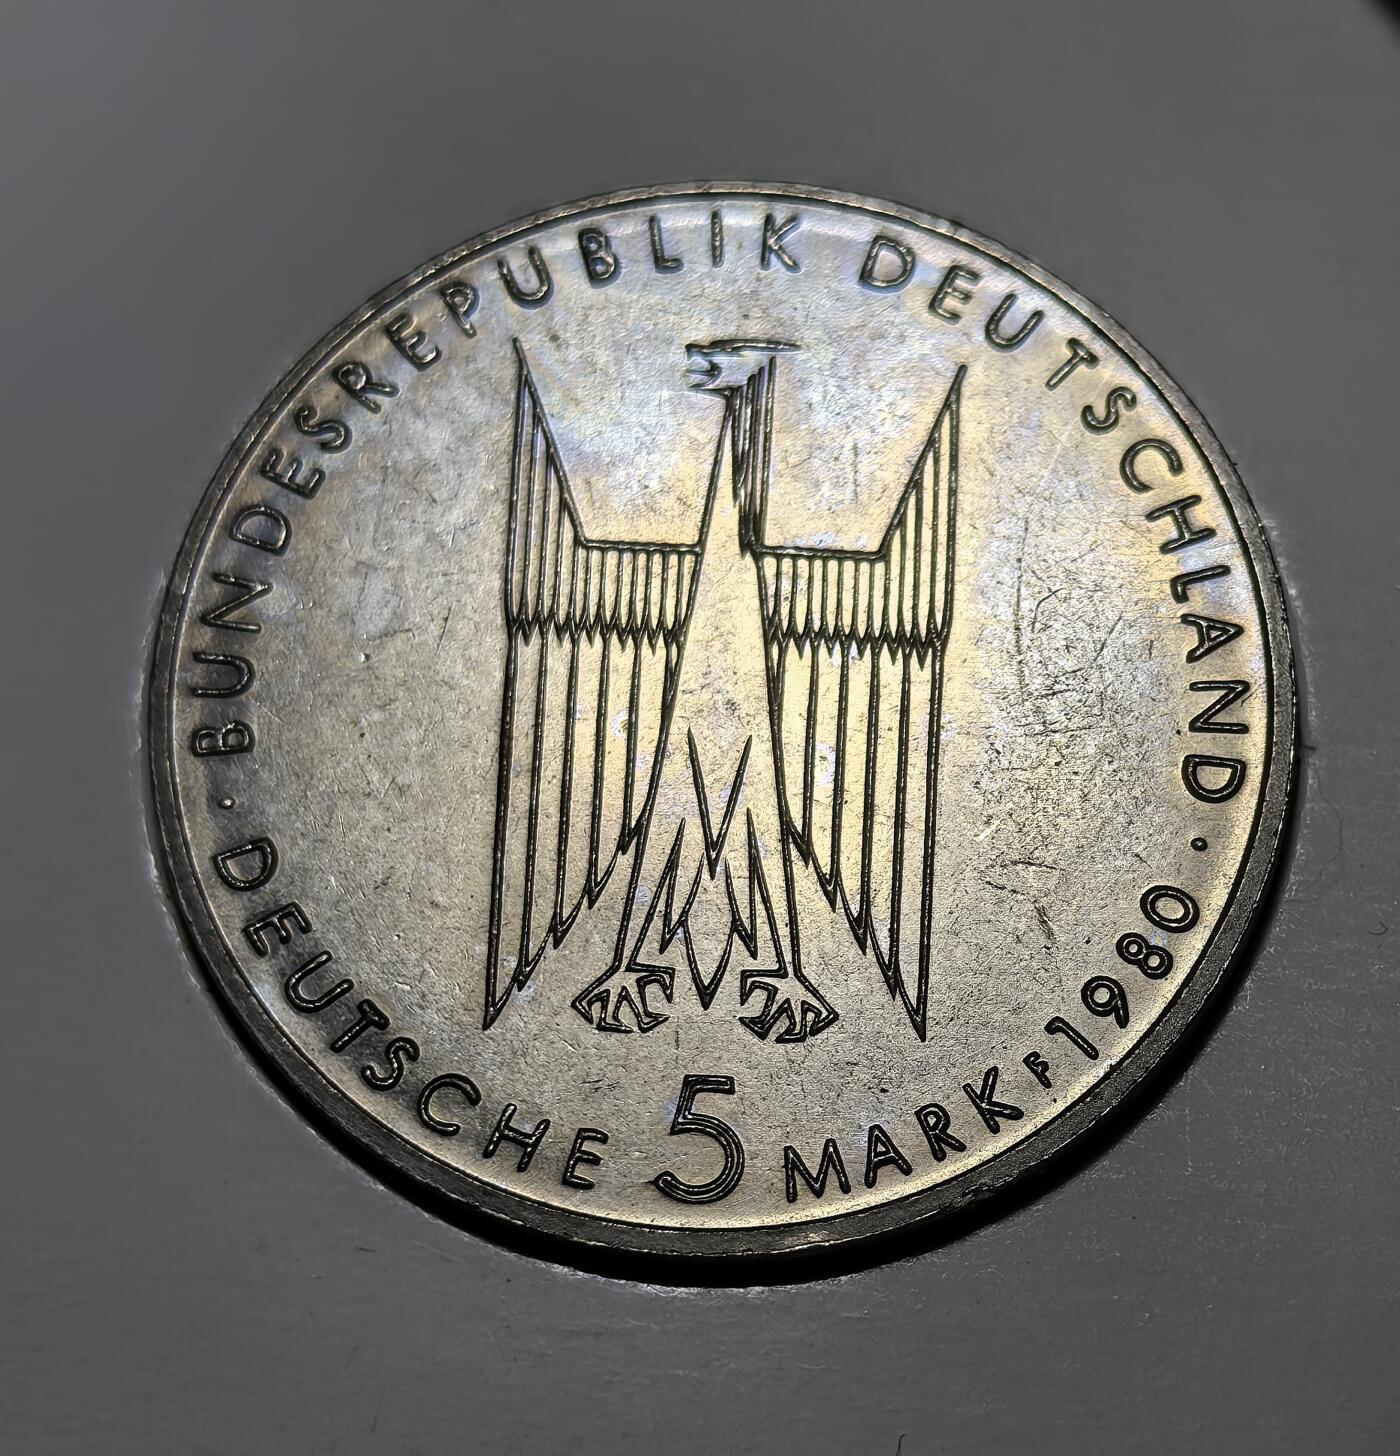 · BUNDESREPUBLIK DEUTSCHLAND ·
DEUTSCHE 5 MARK F 1980